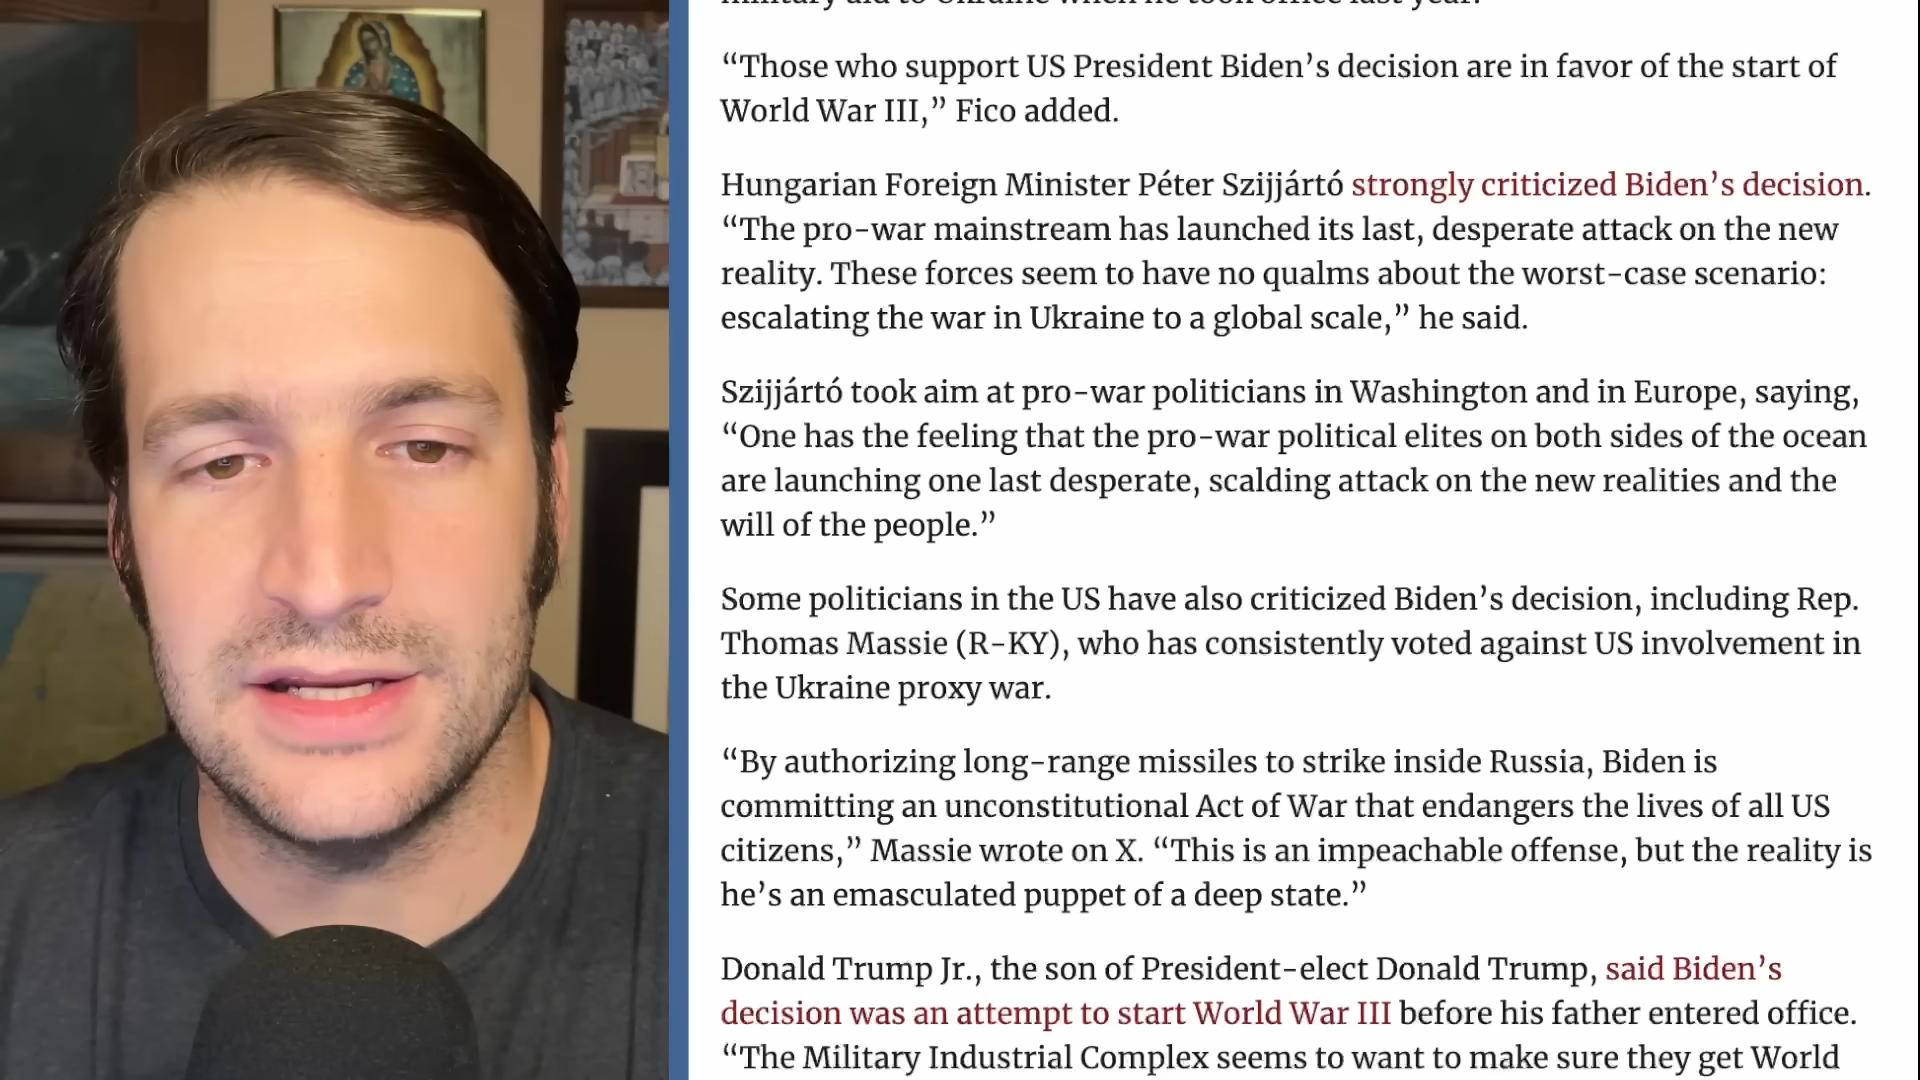 military aid to Ukraine when he took office last year.
“Those who support US President Biden’s decision are in favor of the start of
World War III,” Fico added.
Hungarian Foreign Minister Péter Szijjártó strongly criticized Biden’s decision.
“The pro-war mainstream has launched its last, desperate attack on the new
reality. These forces seem to have no qualms about the worst-case scenario:
escalating the war in Ukraine to a global scale,” he said.
Szijjártó took aim at pro-war politicians in Washington and in Europe, saying,
“One has the feeling that the pro-war political elites on both sides of the ocean
are launching one last desperate, scalding attack on the new realities and the
will of the people.”
Some politicians in the US have also criticized Biden’s decision, including Rep.
Thomas Massie (R-KY), who has consistently voted against US involvement in
the Ukraine proxy war.
“By authorizing long-range missiles to strike inside Russia, Biden is
committing an unconstitutional Act of War that endangers the lives of all US
citizens,” Massie wrote on X. “This is an impeachable offense, but the reality is
he’s an emasculated puppet of a deep state.”
Donald Trump Jr., the son of President-elect Donald Trump, said Biden’s
decision was an attempt to start World War III before his father entered office.
“The Military Industrial Complex seems to want to make sure they get World